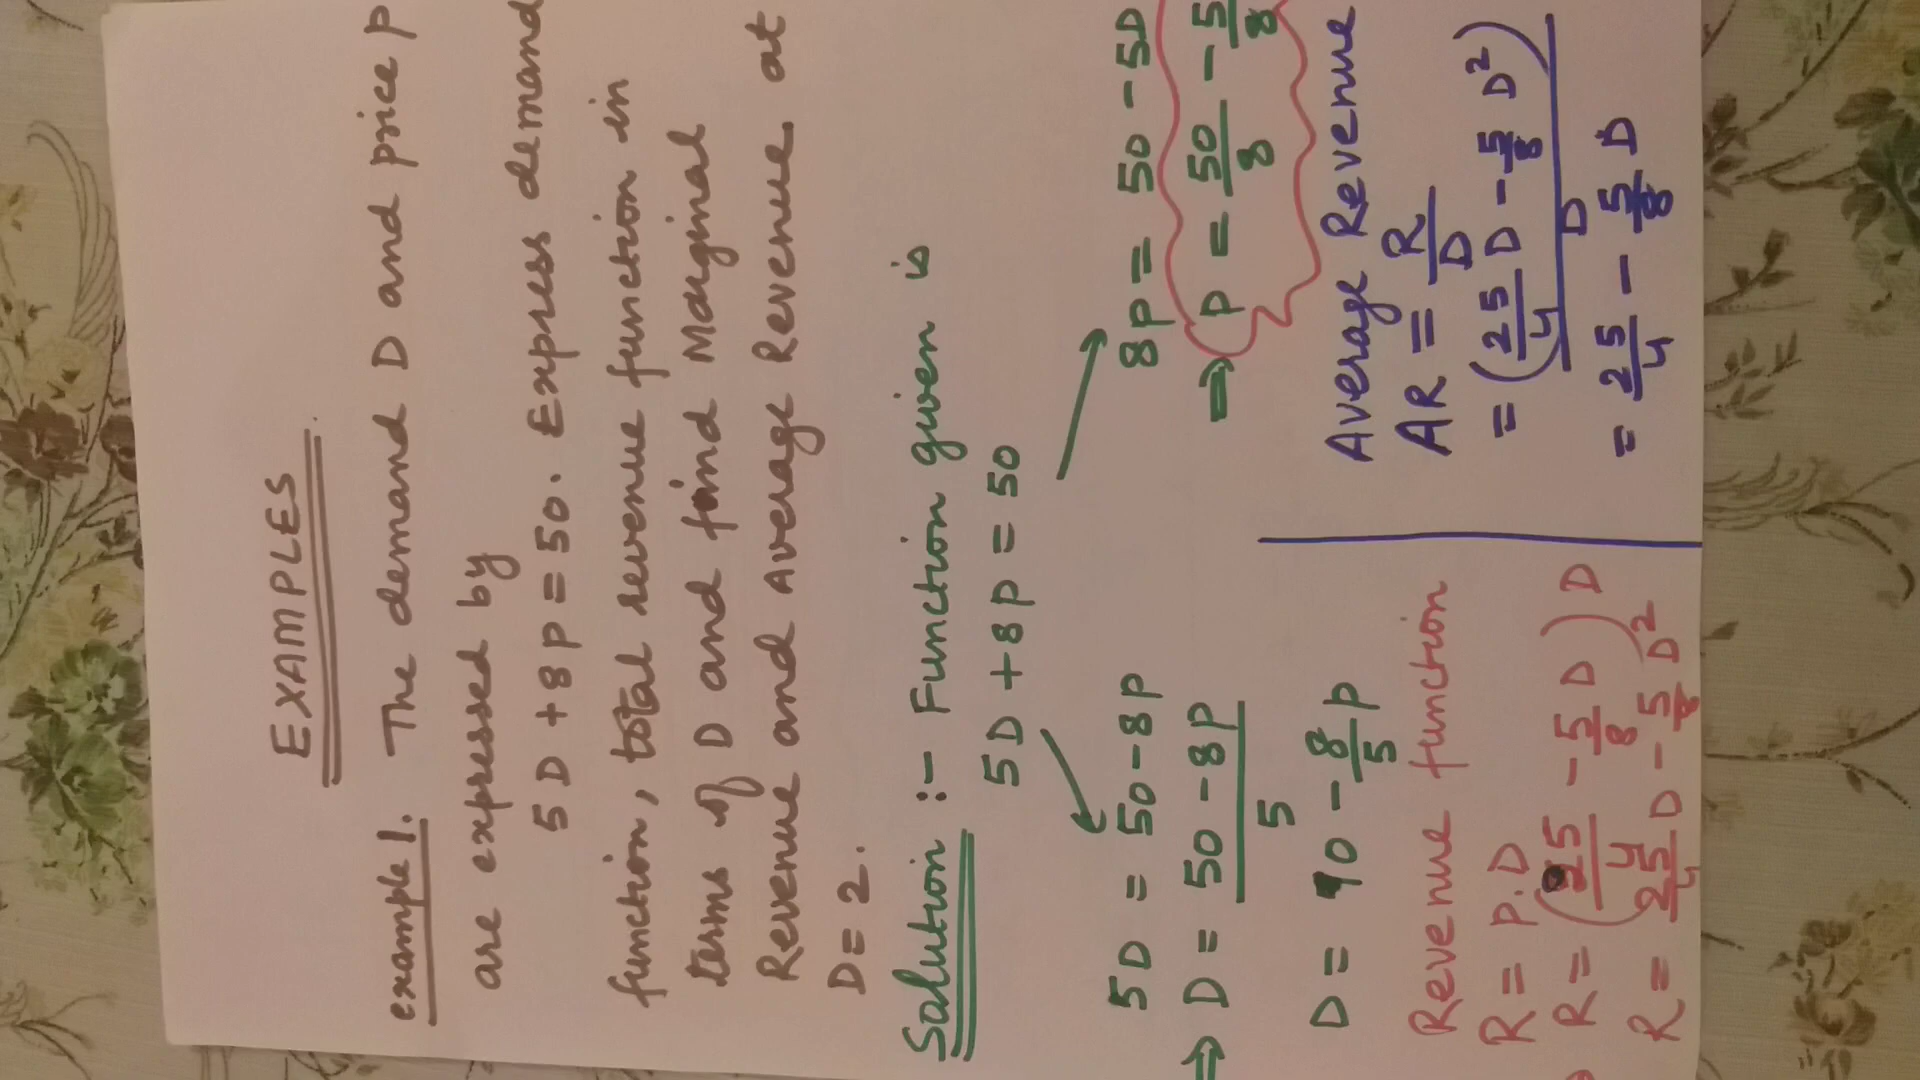 EXAMPLES
example 1. The demand D and price p
are expressed by
5D + 8p = 50. Express demand
function, total revenue function in
terms of D and find Marginal
Revenue and Average Revenue at
D = 2.
Solution :- Function given is
5D + 8p = 50
5D = 50 - 8p
⇒ D = 50 - 8p
5
D = 10 - 8/5 p
8p = 50 - 5D
⇒ p = 50/8 - 5/8
Revenue function
R = p.D
R = (25/4 - 5/8 D) D
R = 25/4 D - 5/8 D²
Average Revenue
AR = R/D
= (25/4 D - 5/8 D²)
D
= 25/4 - 5/8 D